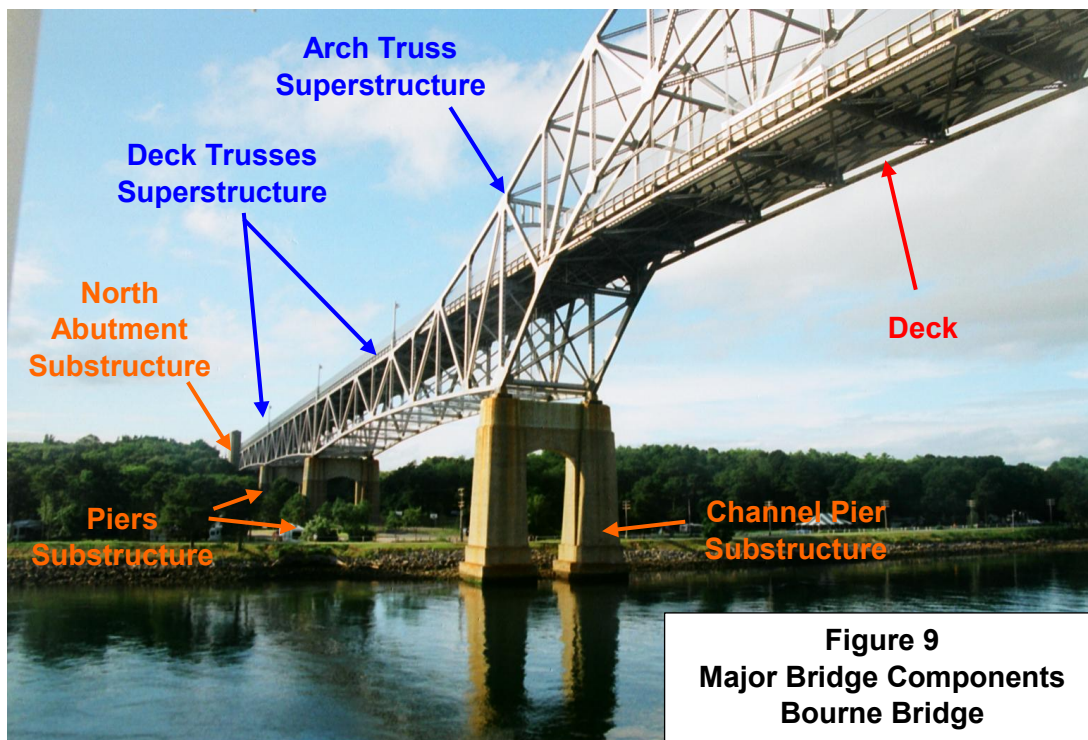 Arch Truss
Superstructure
Deck Trusses
Superstructure
North
Abutment
Substructure
Deck
Piers
Substructure
Channel Pier
Substructure
Figure 9
Major Bridge Components
Bourne Bridge